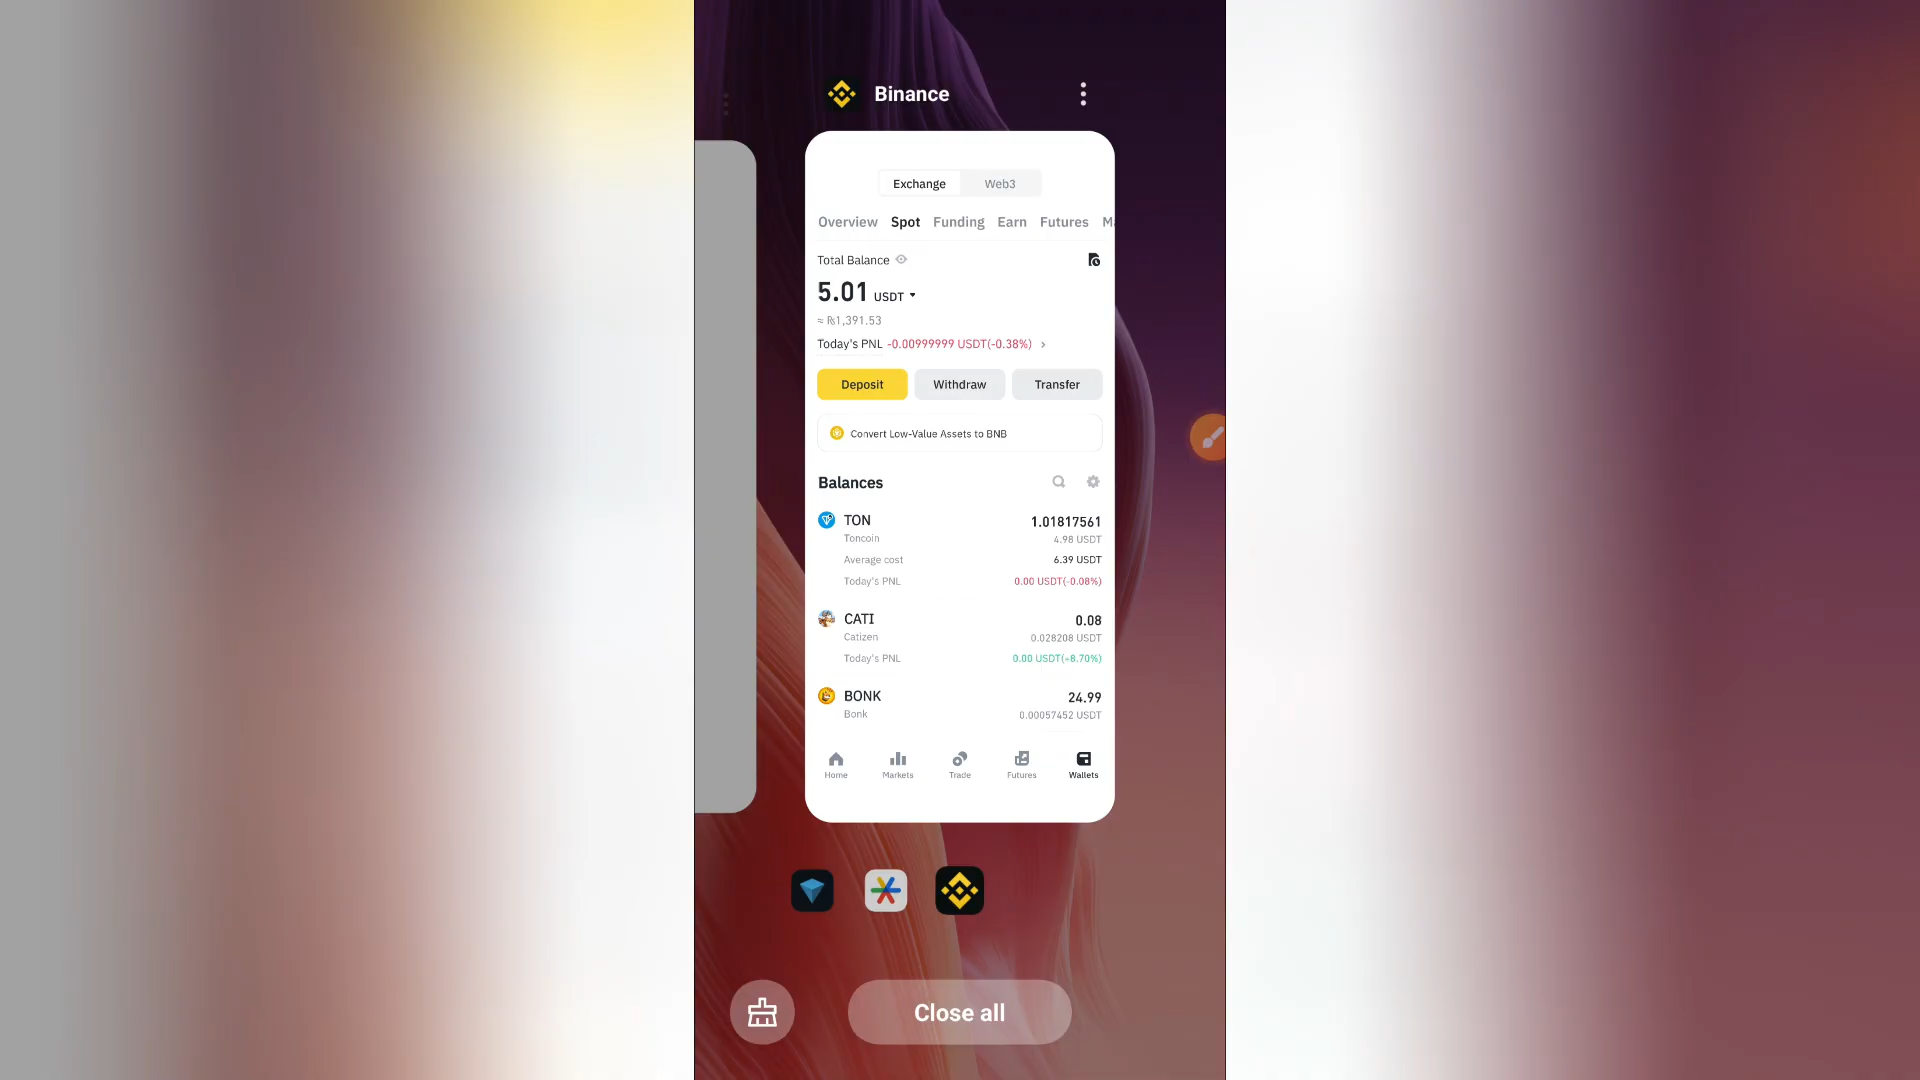 Binance
Exchange Web3
Overview Spot Funding Earn Futures
Total Balance
5.01 USDT
≈ ₨1,391.53
Today's PNL -0.00999999 USDT(-0.38%)
Deposit Withdraw Transfer
Convert Low-Value Assets to BNB
Balances
TON 1.01817561
Toncoin 4.98 USDT
Average cost 6.39 USDT
Today's PNL 0.00 USDT(-0.08%)
CATI 0.08
Catizen 0.028208 USDT
Today's PNL 0.00 USDT(+8.70%)
BONK 24.99
Bonk 0.00057452 USDT
Home Markets Trade Futures Wallets
Close all